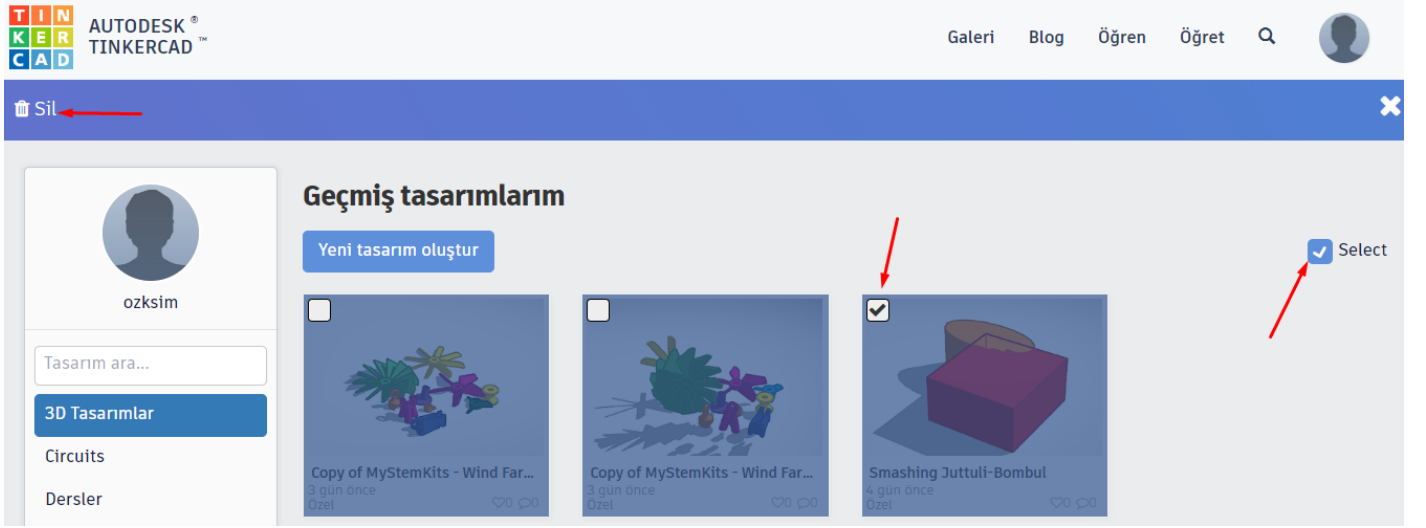 TIN
KER
CAD
AUTODESK ®
TINKERCAD ™
Galeri Blog Öğren Öğret
Sil
ozksim
Tasarım ara...
3D Tasarımlar
Circuits
Dersler
Geçmiş tasarımlarım
Yeni tasarım oluştur
Select
Copy of MyStemKits - Wind Far...
3 gün önce
Özel 0 0
Copy of MyStemKits - Wind Far...
3 gün önce
Özel 0 0
Smashing Juttuli-Bombul
4 gün önce
Özel 0 0